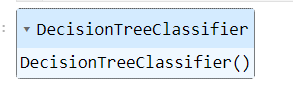 :
▾ DecisionTreeClassifier
DecisionTreeClassifier()